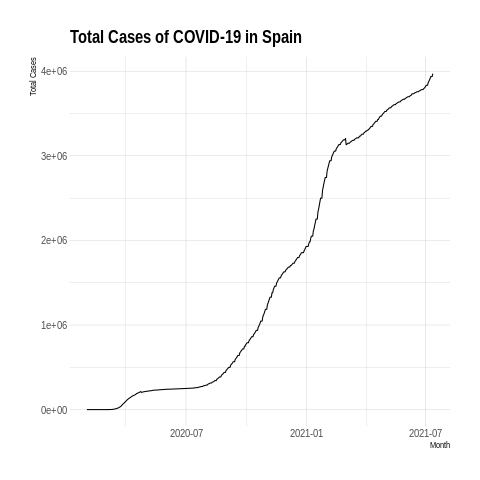 Total Cases of COVID-19 in Spain
Total Cases
4e+06
3e+06
2e+06
1e+06
0e+00
2020-07 2021-01 2021-07
Month